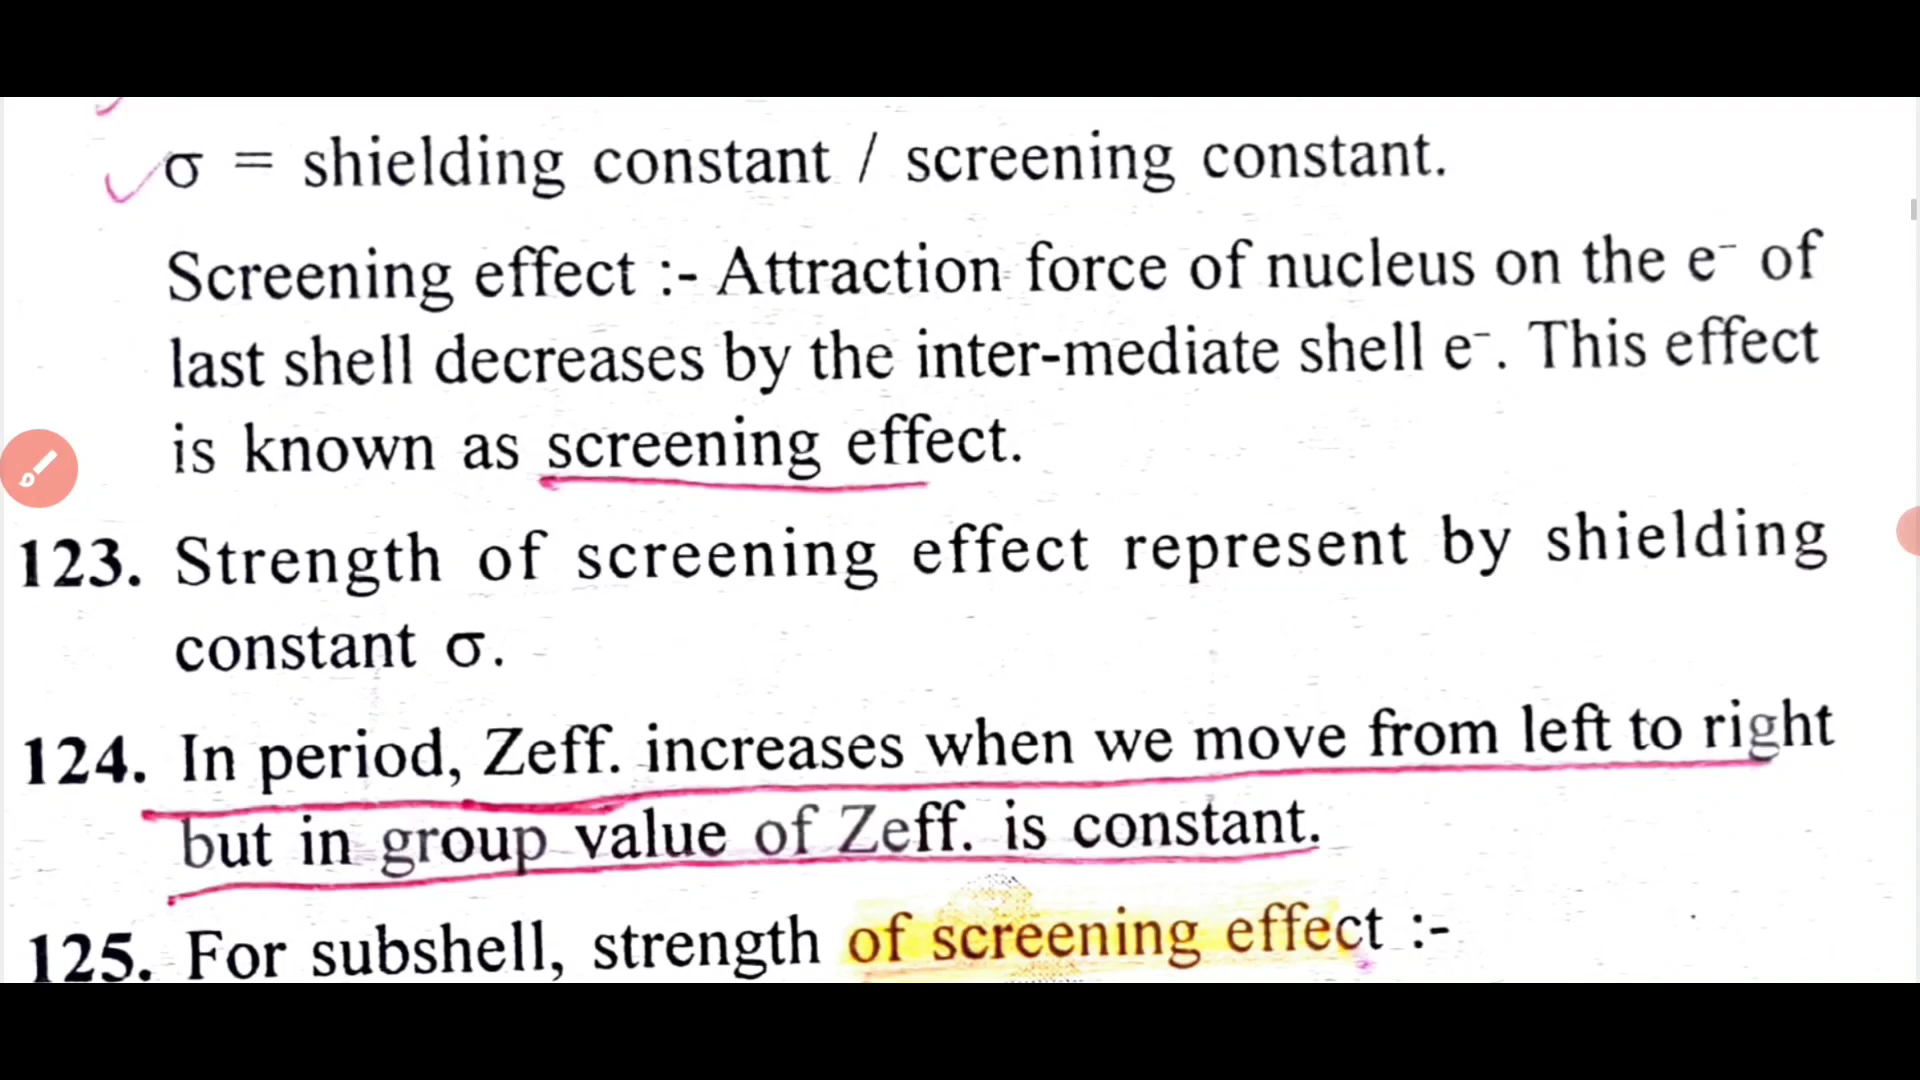 σ = shielding constant / screening constant.
Screening effect :- Attraction force of nucleus on the e⁻ of
last shell decreases by the inter-mediate shell e⁻. This effect
is known as screening effect.
123. Strength of screening effect represent by shielding
constant σ.
124. In period, Zeff. increases when we move from left to right
but in group value of Zeff. is constant.
125. For subshell, strength of screening effect :-